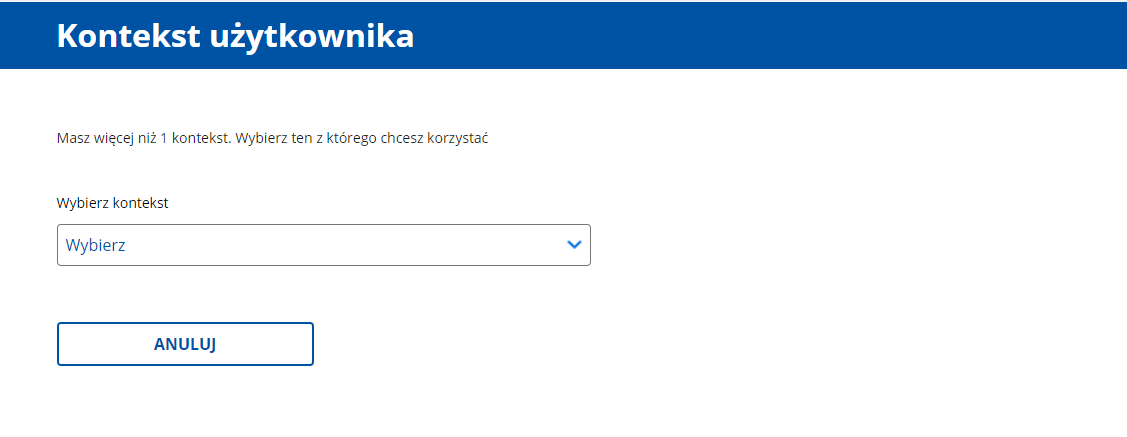 Kontekst użytkownika
Masz więcej niż 1 kontekst. Wybierz ten z którego chcesz korzystać
Wybierz kontekst
Wybierz
ANULUJ